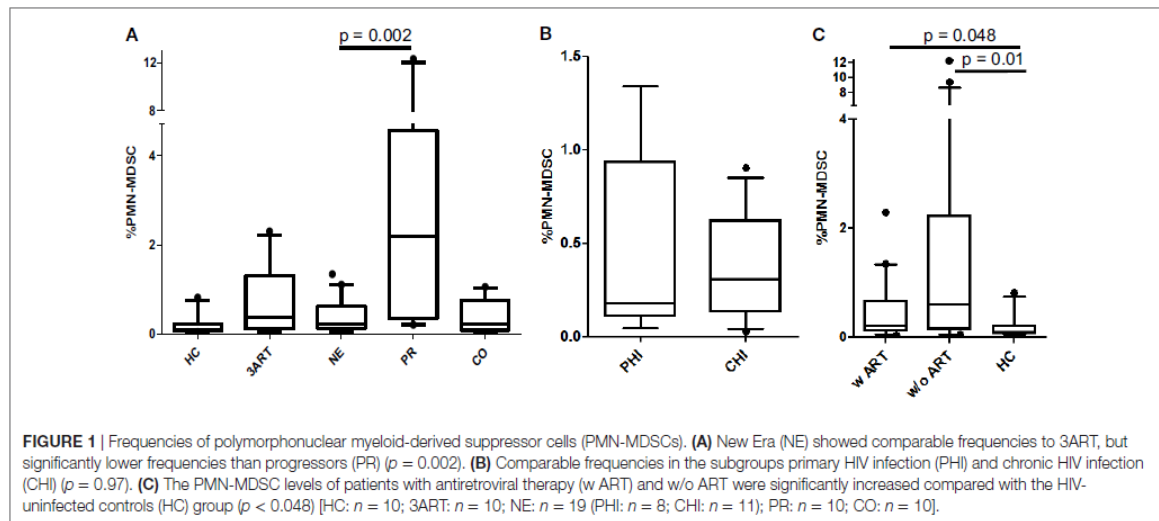 A
p = 0.002
%PMN-MDSC
12
8
4
2
0
HC
3ART
NE
PR
CO
B
%PMN-MDSC
1.5
1.0
0.5
0.0
PHI
CHI
C
p = 0.048
p = 0.01
%PMN-MDSC
12
10
8
4
2
0
w ART
w/o ART
HC
FIGURE 1 | Frequencies of polymorphonuclear myeloid-derived suppressor cells (PMN-MDSCs). (A) New Era (NE) showed comparable frequencies to 3ART, but
significantly lower frequencies than progressors (PR) (p = 0.002). (B) Comparable frequencies in the subgroups primary HIV infection (PHI) and chronic HIV infection
(CHI) (p = 0.97). (C) The PMN-MDSC levels of patients with antiretroviral therapy (w ART) and w/o ART were significantly increased compared with the HIV-
uninfected controls (HC) group (p < 0.048) [HC: n = 10; 3ART: n = 10; NE: n = 19 (PHI: n = 8; CHI: n = 11); PR: n = 10; CO: n = 10].